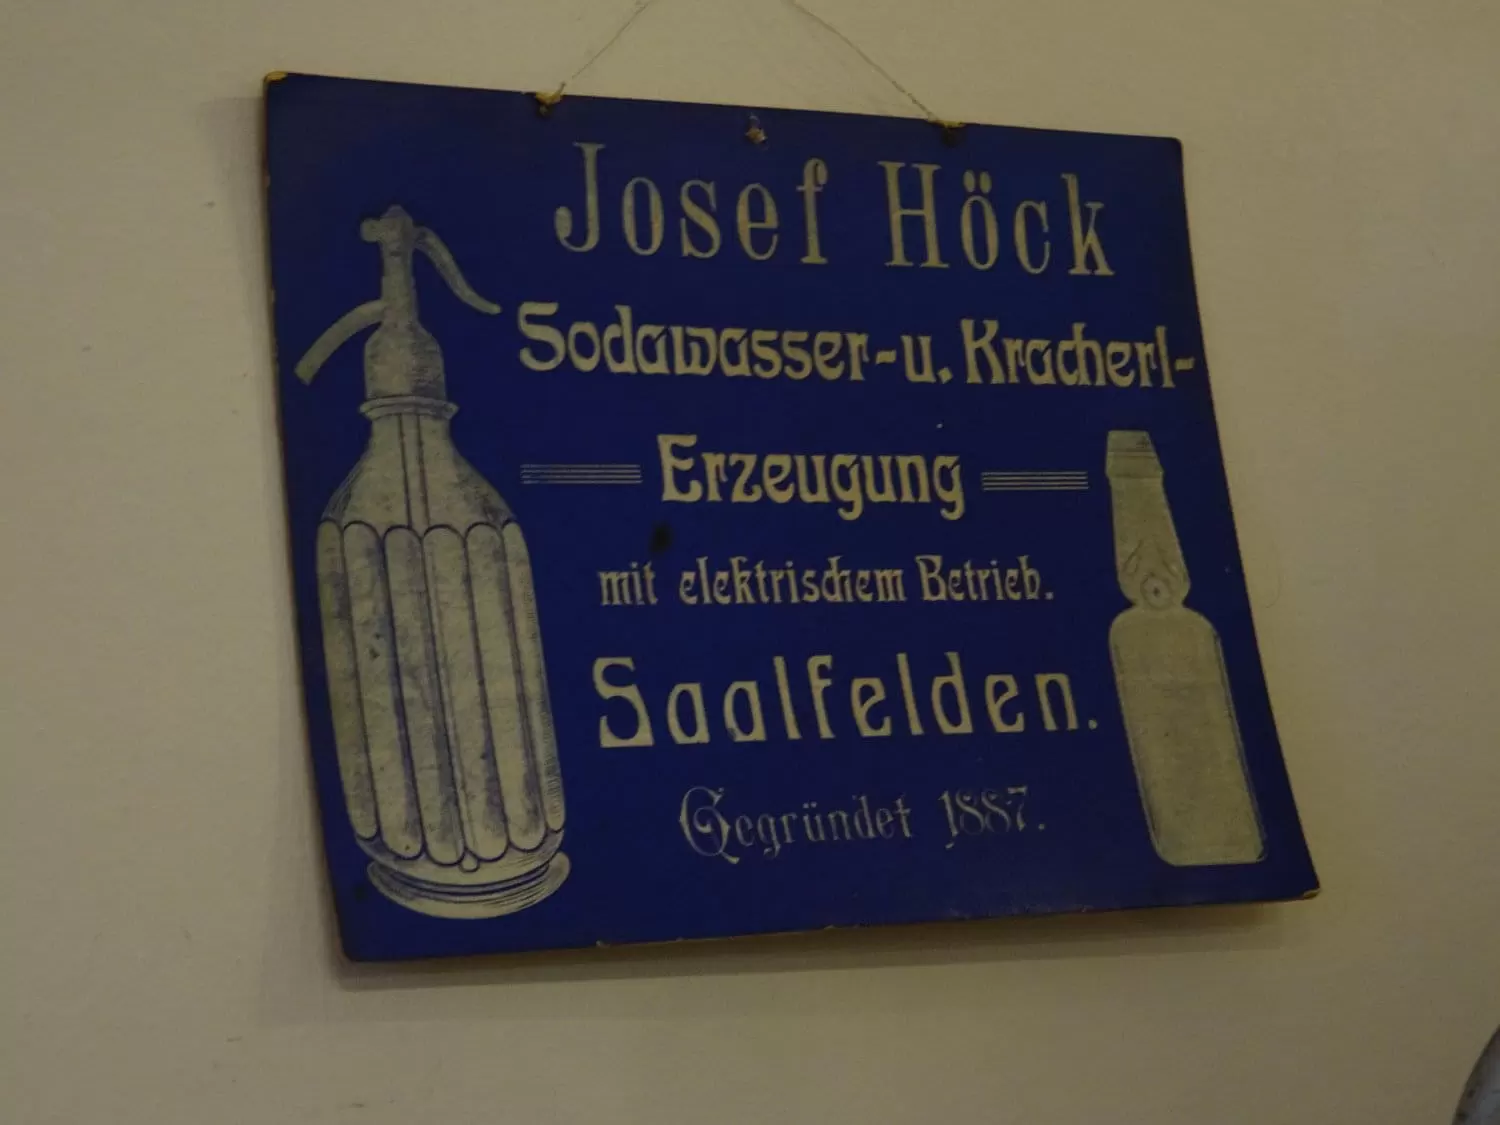 Josef Höck
Sodawasser- u. Kracherl-
Erzeugung
mit elektrischem Betrieb.
Saalfelden.
Gegründet 1887.